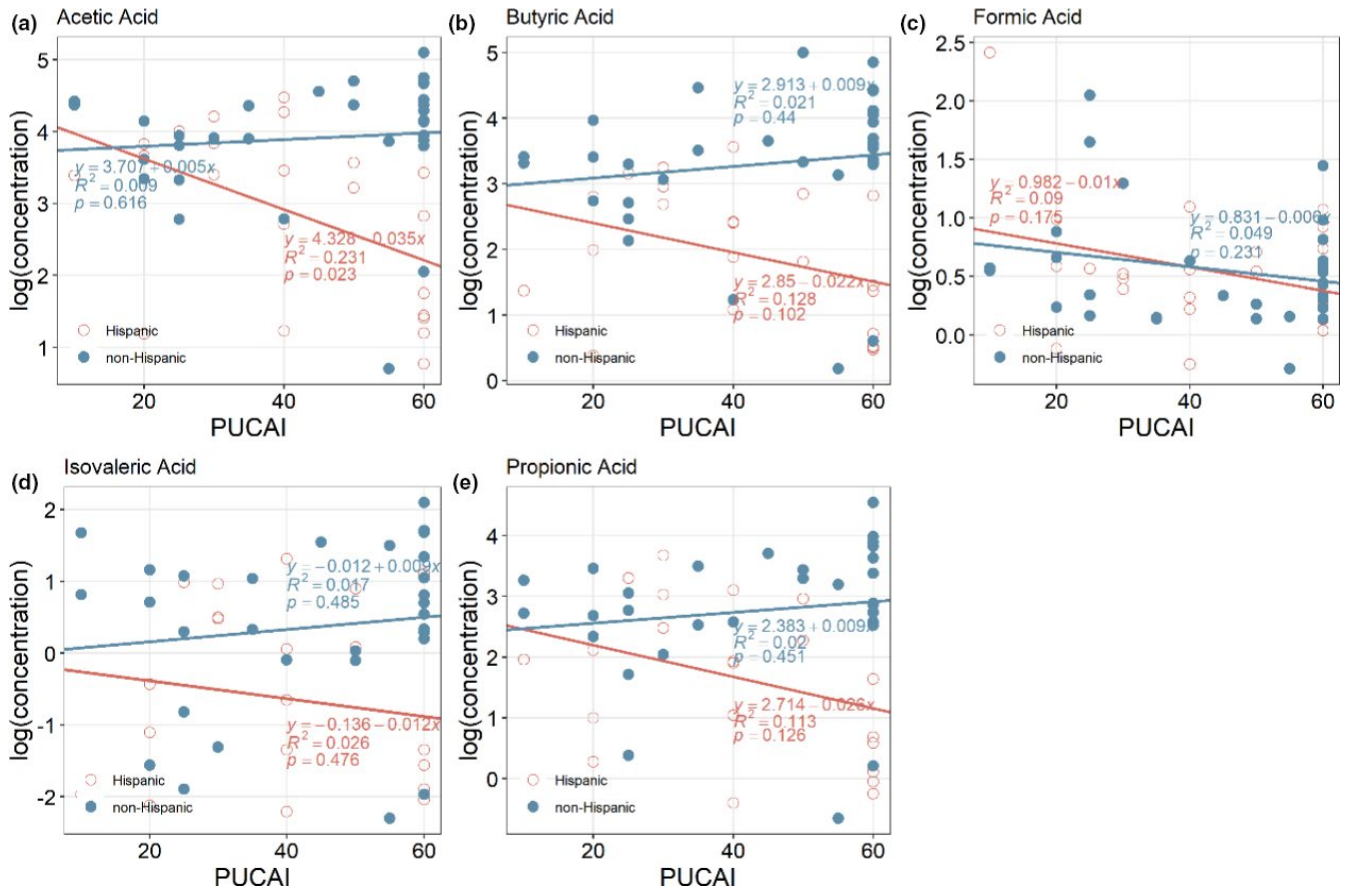 (a) Acetic Acid
log(concentration)
5
4
3
2
1
y = 3.707 + 0.005x
R² = 0.009
p = 0.616
y = 4.328 − 0.035x
R² = 0.231
p = 0.023
Hispanic
non-Hispanic
20 40 60
PUCAI
(b) Butyric Acid
log(concentration)
5
4
3
2
1
0
y = 2.913 + 0.009x
R² = 0.021
p = 0.44
y = 2.85 − 0.022x
R² = 0.128
p = 0.102
Hispanic
non-Hispanic
20 40 60
PUCAI
(c) Formic Acid
log(concentration)
2.5
2.0
1.5
1.0
0.5
0.0
y = 0.982 − 0.01x
R² = 0.09
p = 0.175
y = 0.831 − 0.006x
R² = 0.049
p = 0.231
Hispanic
non-Hispanic
20 40 60
PUCAI
(d) Isovaleric Acid
log(concentration)
2
1
0
-1
-2
y = −0.012 + 0.009x
R² = 0.017
p = 0.485
y = −0.136 − 0.012x
R² = 0.026
p = 0.476
Hispanic
non-Hispanic
20 40 60
PUCAI
(e) Propionic Acid
log(concentration)
4
3
2
1
0
y = 2.383 + 0.009x
R² = 0.02
p = 0.451
y = 2.714 − 0.026x
R² = 0.113
p = 0.126
Hispanic
non-Hispanic
20 40 60
PUCAI